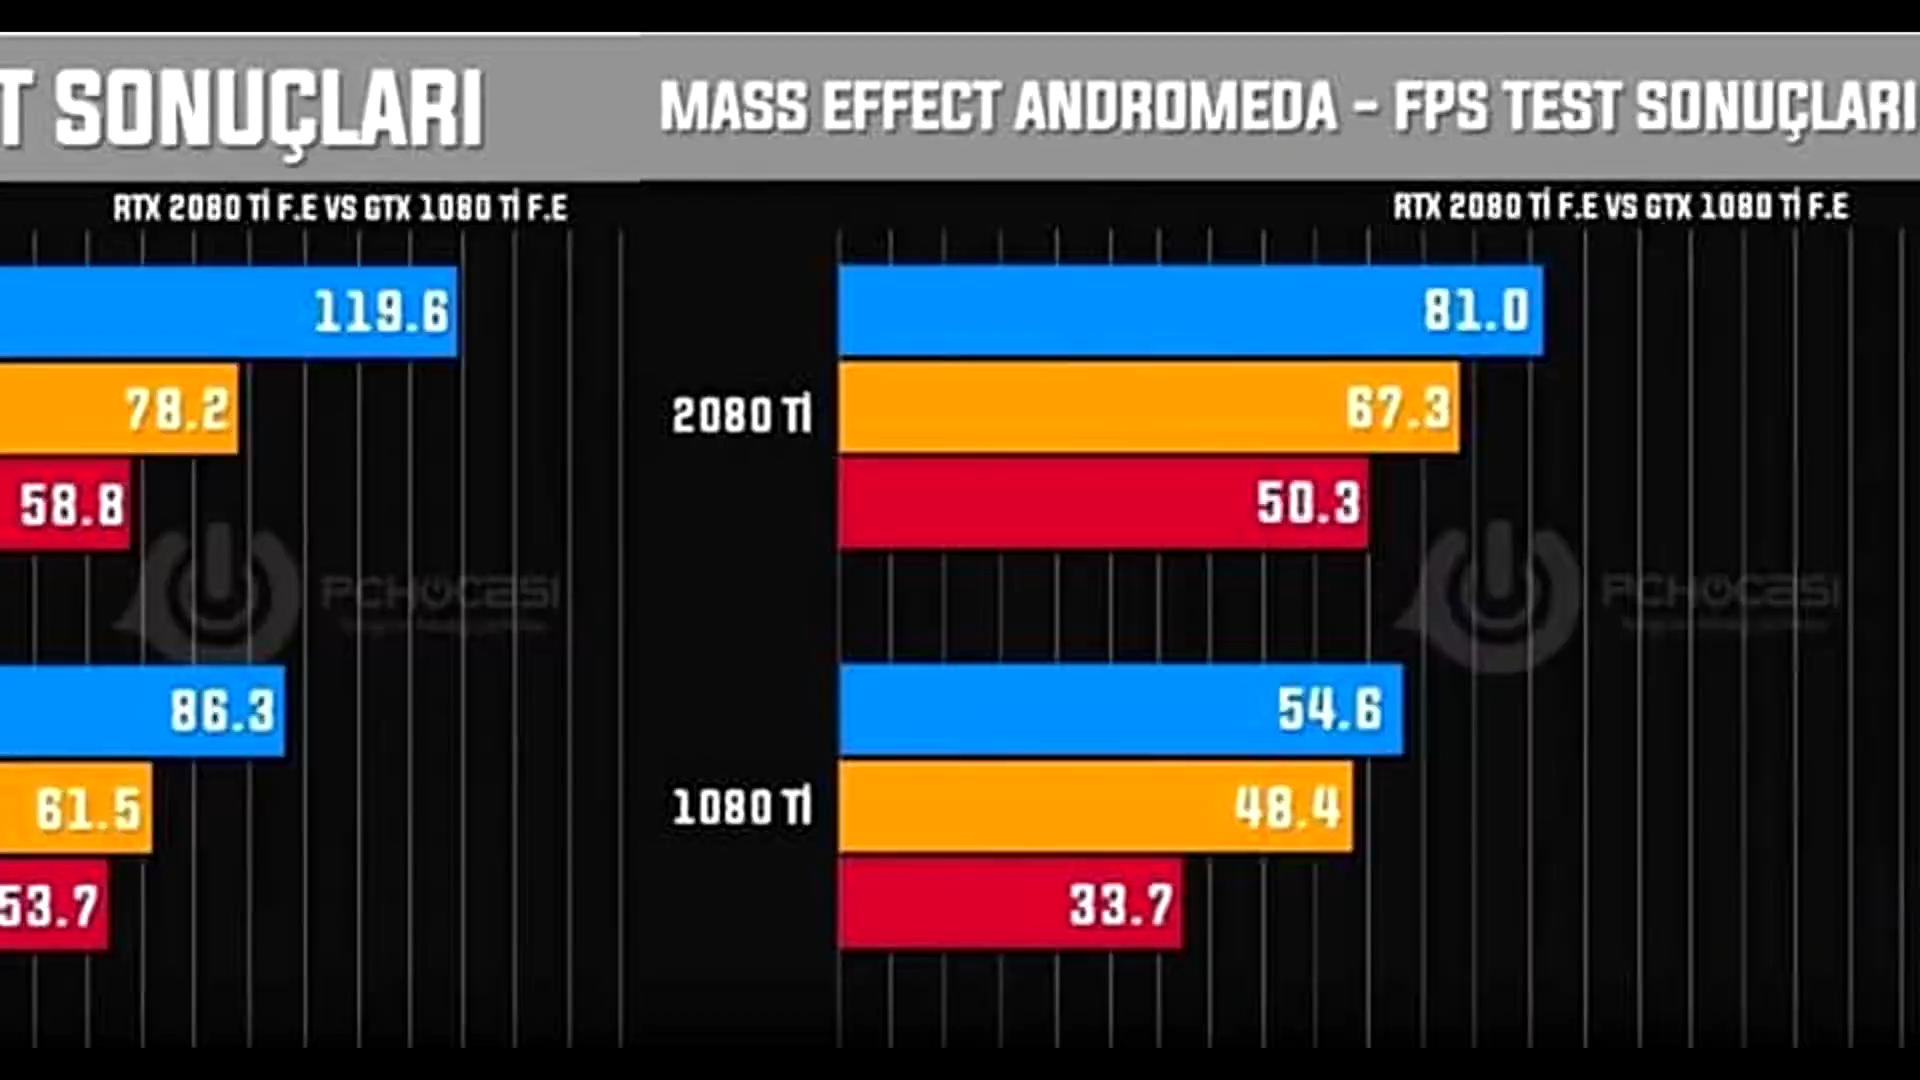 T SONUÇLARI
RTX 2080 Tİ F.E VS GTX 1080 Tİ F.E
119.6
78.2
58.8
PCHOCASI
86.3
61.5
53.7
MASS EFFECT ANDROMEDA - FPS TEST SONUÇLARI
RTX 2080 Tİ F.E VS GTX 1080 Tİ F.E
2080 Tİ
81.0
67.3
50.3
PCHOCASI
1080 Tİ
54.6
48.4
33.7